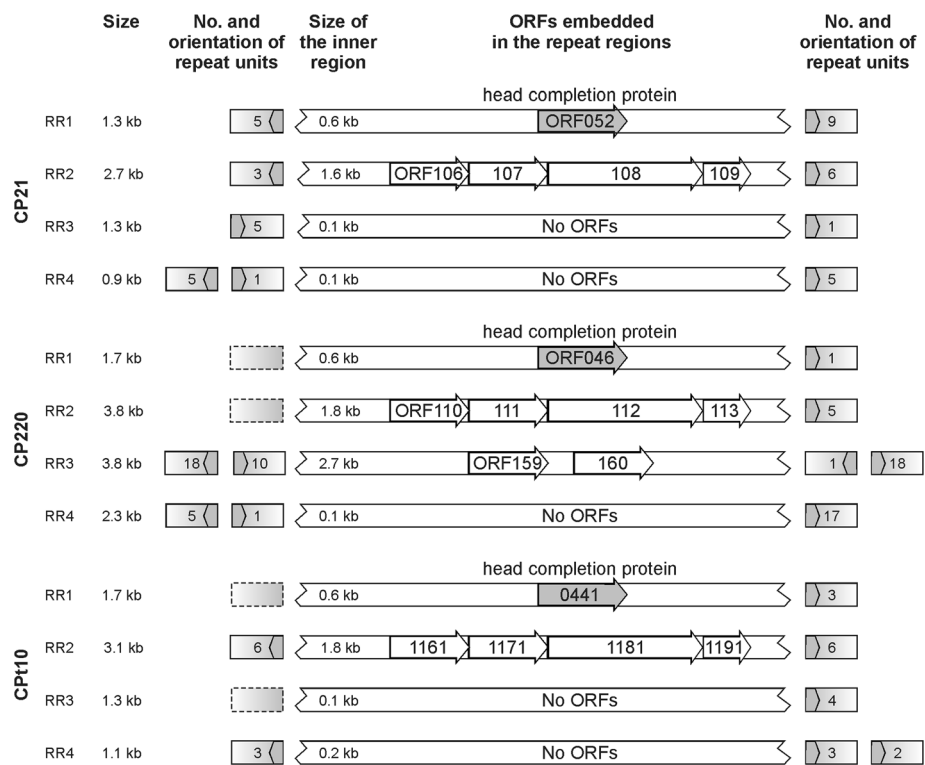 Size
No. and orientation of repeat units
Size of the inner region
ORFs embedded in the repeat regions
No. and orientation of repeat units
CP21
head completion protein
RR1 1.3 kb 5 0.6 kb ORF052 9
RR2 2.7 kb 3 1.6 kb ORF106 107 108 109 6
RR3 1.3 kb 5 0.1 kb No ORFs 1
RR4 0.9 kb 5 1 0.1 kb No ORFs 5
CP220
head completion protein
RR1 1.7 kb 0.6 kb ORF046 1
RR2 3.8 kb 1.8 kb ORF110 111 112 113 5
RR3 3.8 kb 18 10 2.7 kb ORF159 160 1 18
RR4 2.3 kb 5 1 0.1 kb No ORFs 17
CPt10
head completion protein
RR1 1.7 kb 0.6 kb 0441 3
RR2 3.1 kb 6 1.8 kb 1161 1171 1181 1191 6
RR3 1.3 kb 0.1 kb No ORFs 4
RR4 1.1 kb 3 0.2 kb No ORFs 3 2